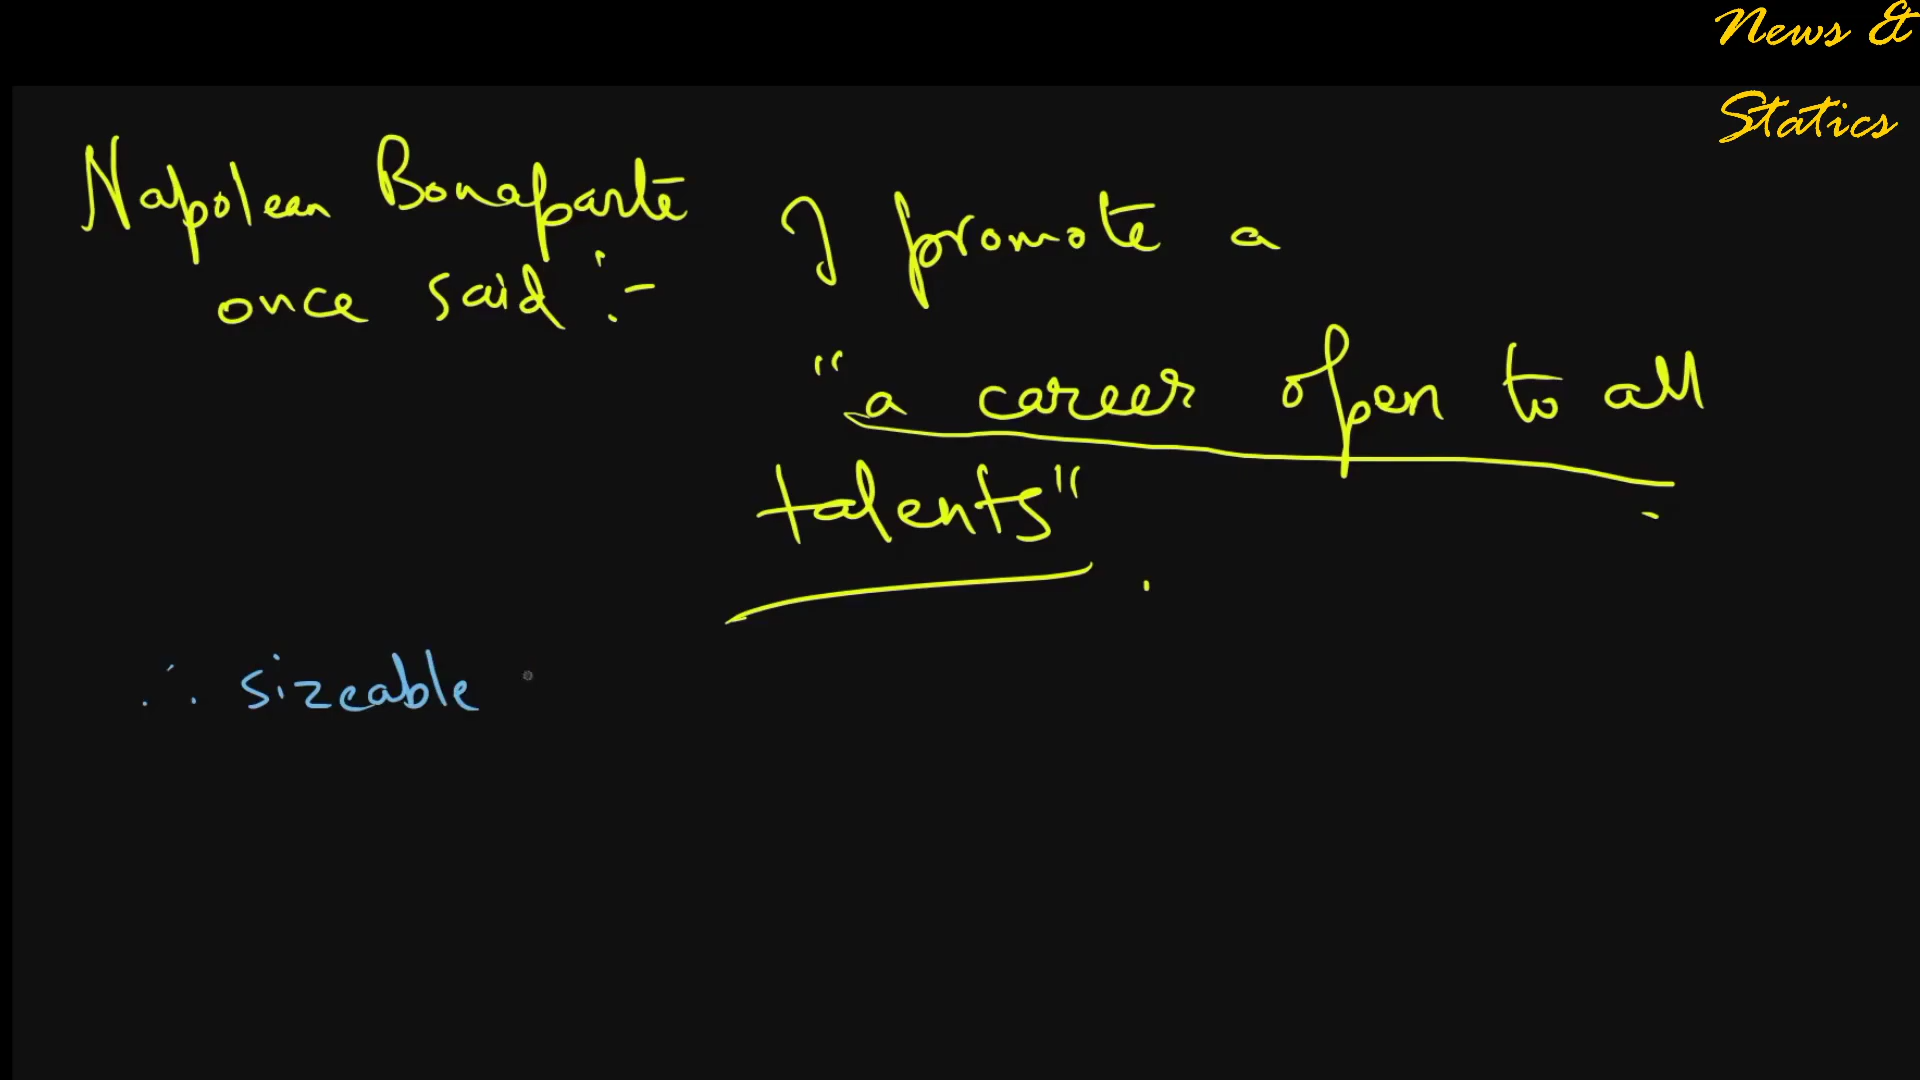 News &
Statics
Napolean Bonaparte
once said :-
I promote a
"a career open to all
talents".
∴ sizeable